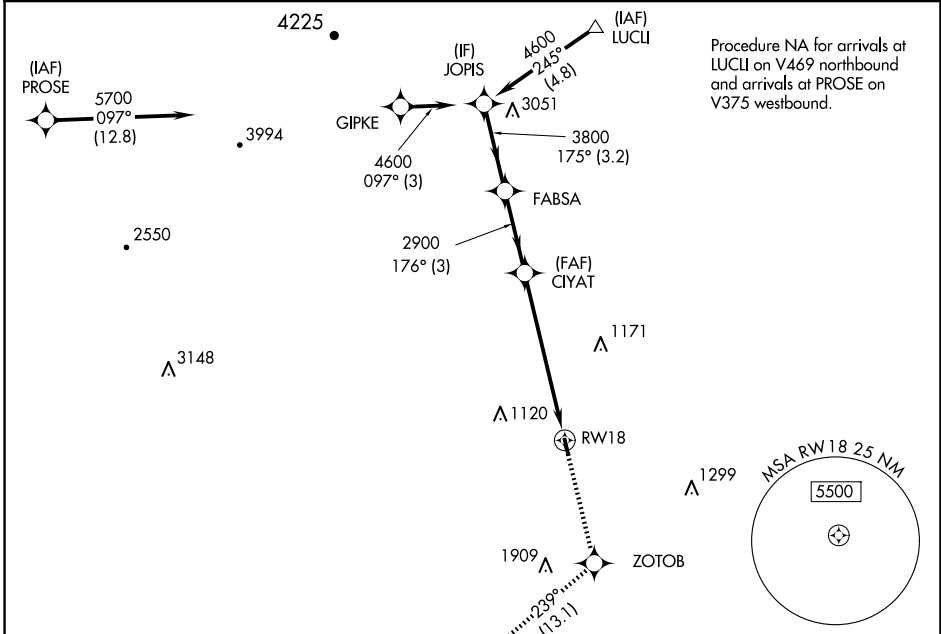 4225
(IAF)
LUCLI
4600
245°
(4.8)
(IF)
JOPIS
Procedure NA for arrivals at
LUCLI on V469 northbound
and arrivals at PROSE on
V375 westbound.
(IAF)
PROSE
5700
097°
(12.8)
3051
GIPKE
3994
3800
175° (3.2)
4600
097° (3)
FABSA
2550
2900
176° (3)
(FAF)
CIYAT
1171
3148
1120
RW18
1299
MSA RW18 25 NM
5500
1909
ZOTOB
239°
(13.1)